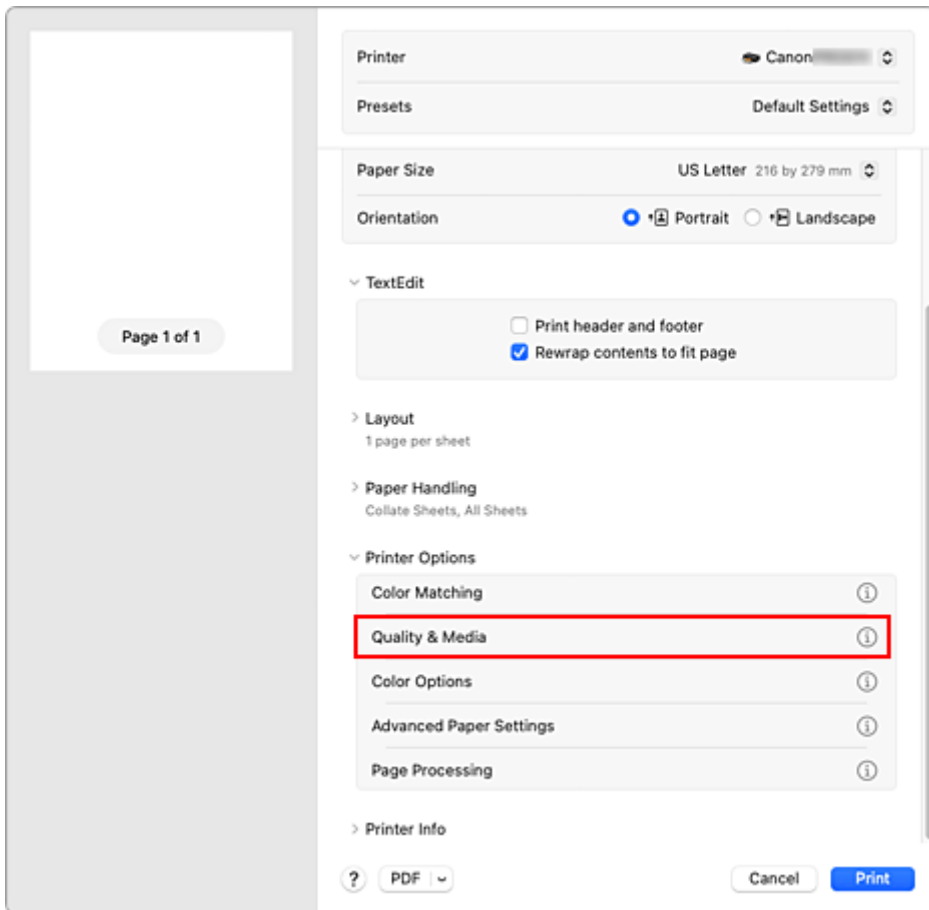 Page 1 of 1
Printer Canon
Presets Default Settings
Paper Size US Letter 216 by 279 mm
Orientation Portrait Landscape
TextEdit
Print header and footer
Rewrap contents to fit page
Layout
1 page per sheet
Paper Handling
Collate Sheets, All Sheets
Printer Options
Color Matching
Quality & Media
Color Options
Advanced Paper Settings
Page Processing
Printer Info
? PDF Cancel Print